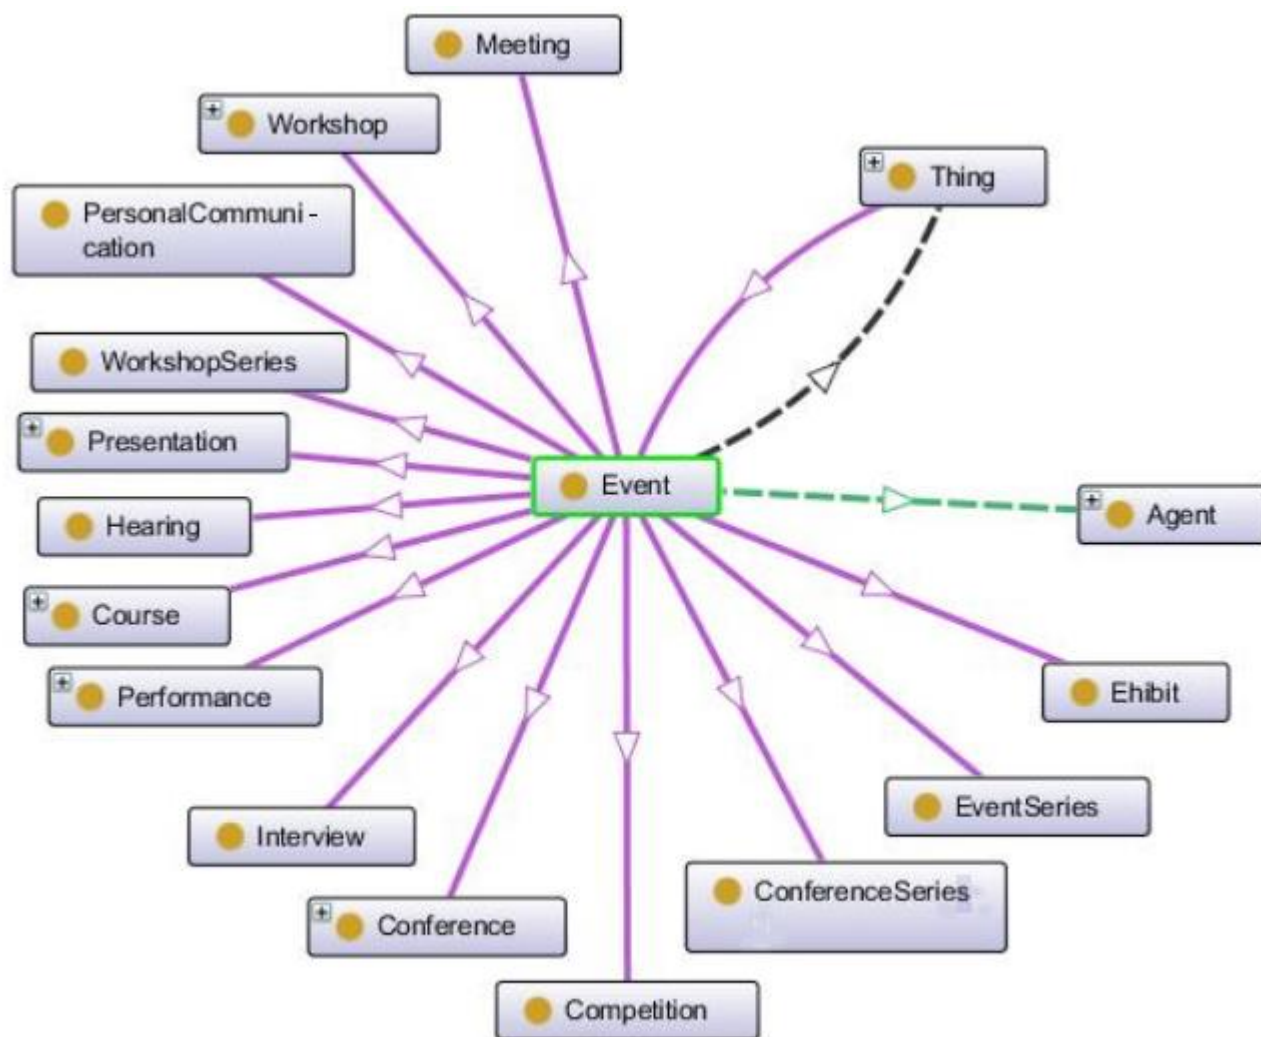 Meeting
Workshop
Thing
PersonalCommuni -
cation
WorkshopSeries
Presentation
Event
Hearing
Agent
Course
Performance
Ehibit
EventSeries
Interview
ConferenceSeries
Conference
Competition